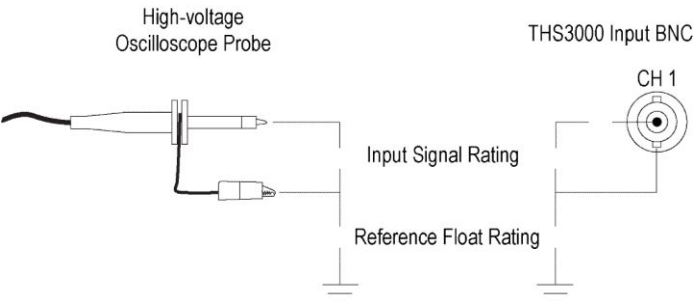 High-voltage
Oscilloscope Probe
THS3000 Input BNC
CH 1
Input Signal Rating
Reference Float Rating